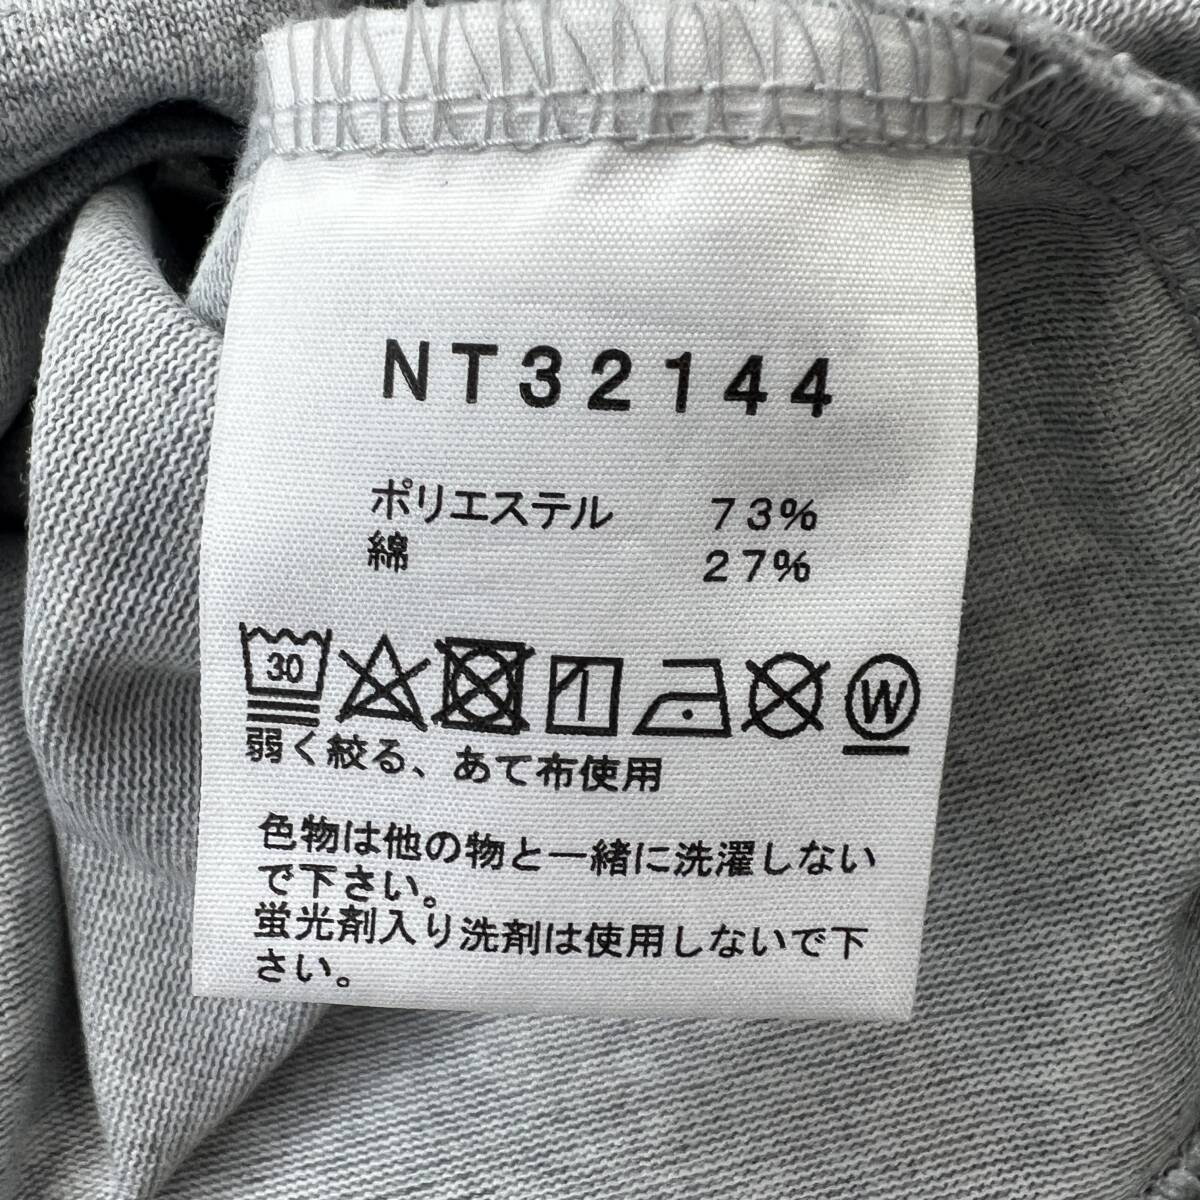 NT32144
ポリエステル 73%
綿 27%
30 W
弱く絞る、あて布使用
色物は他の物と一緒に洗濯しない
で下さい。
蛍光剤入り洗剤は使用しないで下
さい。